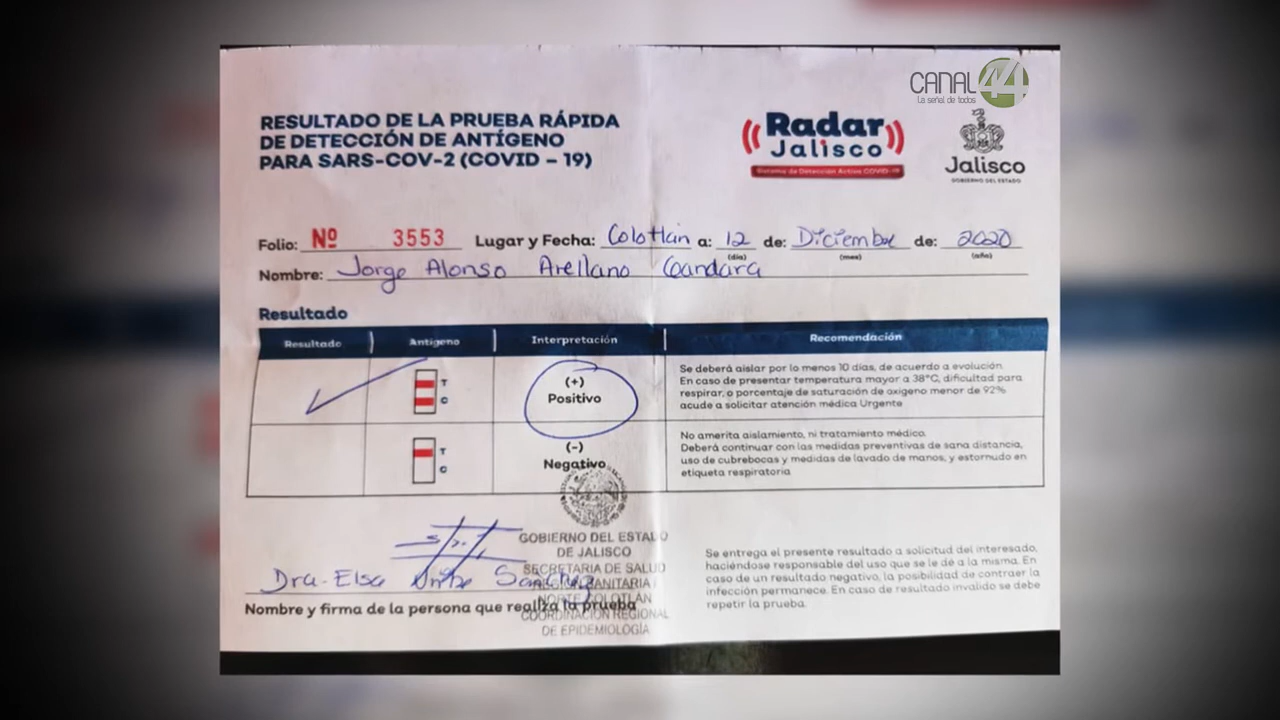 CANAL 44
La señal de todos
RESULTADO DE LA PRUEBA RÁPIDA
DE DETECCIÓN DE ANTÍGENO
PARA SARS-COV-2 (COVID – 19)
Radar
Jalisco
Sistema de Detección Activa COVID-19
Jalisco
GOBIERNO DEL ESTADO
Folio: Nº 3553 Lugar y Fecha: Colotlán a: 12 de: Diciembre de: 2020
(día) (mes) (año)
Nombre: Jorge Alonso Arellano Gandara
Resultado
Resultado Antígeno Interpretación Recomendación
T
C
(+)
Positivo
Se deberá aislar por lo menos 10 días, de acuerdo a evolución.
En caso de presentar temperatura mayor a 38°C, dificultad para
respirar, o porcentaje de saturación de oxígeno menor de 92%
acude a solicitar atención médica Urgente
T
C
(-)
Negativo
No amerita aislamiento, ni tratamiento médico.
Deberá continuar con las medidas preventivas de sana distancia,
uso de cubrebocas y medidas de lavado de manos, y estornudo en
etiqueta respiratoria
GOBIERNO DEL ESTADO
DE JALISCO
SECRETARIA DE SALUD
SANITARIA I
NORTE COLOTLÁN
COORDINACIÓN REGIONAL
DE EPIDEMIOLOGÍA
Dra. Elsa
Nombre y firma de la persona que realiza la prueba
Se entrega el presente resultado a solicitud del interesado,
haciéndose responsable del uso que se le dé a la misma. En
caso de un resultado negativo, la posibilidad de contraer la
infección permanece. En caso de resultado invalido se debe
repetir la prueba.